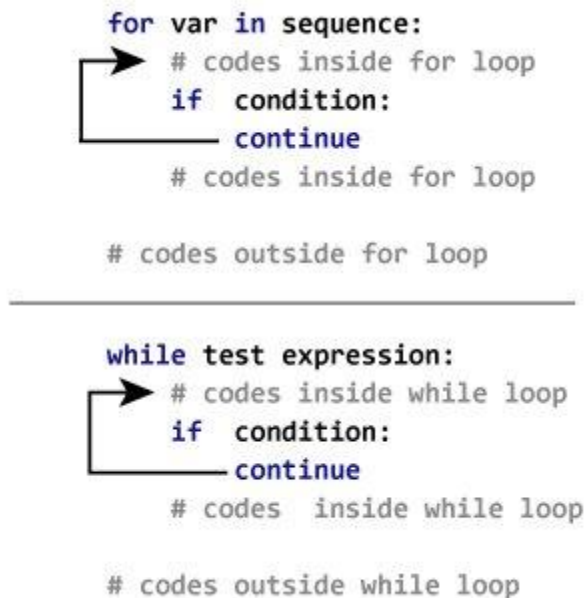 for var in sequence:
# codes inside for loop
if condition:
continue
# codes inside for loop
# codes outside for loop
while test expression:
# codes inside while loop
if condition:
continue
# codes inside while loop
# codes outside while loop